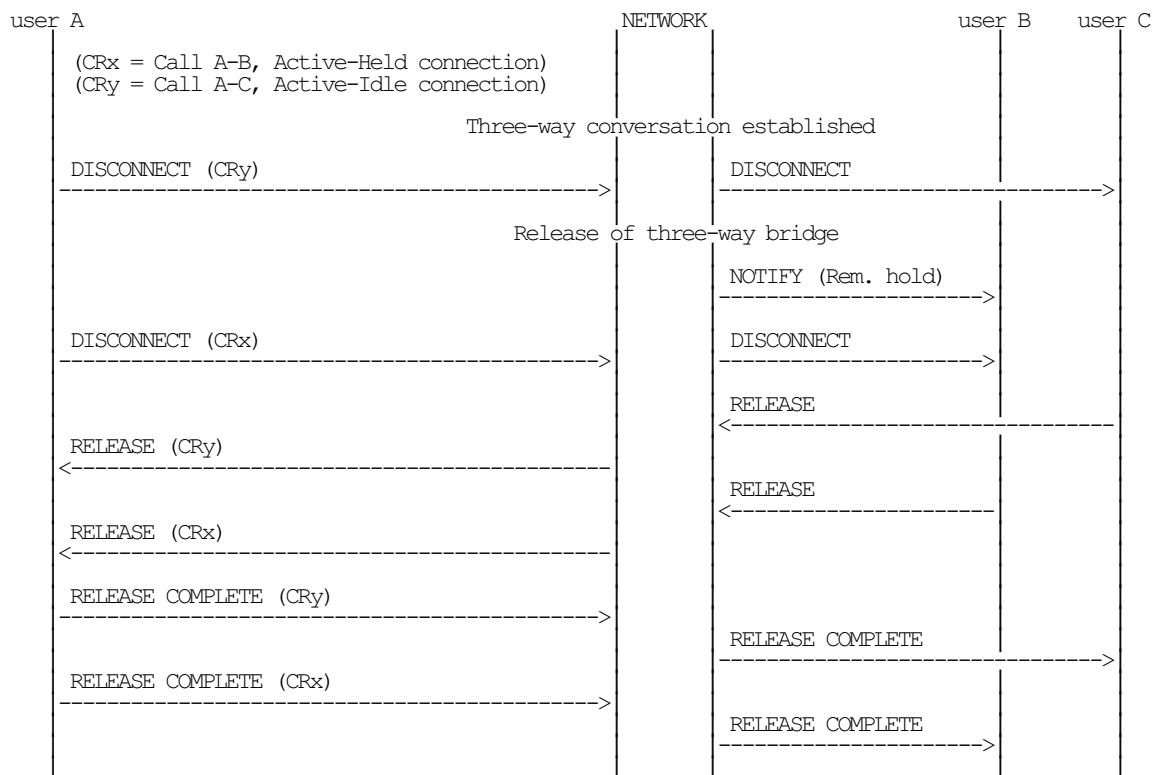 user A NETWORK user B user C
(CRx = Call A-B, Active-Held connection)
(CRy = Call A-C, Active-Idle connection)
Three-way conversation established
DISCONNECT (CRy) DISCONNECT
Release of three-way bridge
NOTIFY (Rem. hold)
DISCONNECT (CRx) DISCONNECT
RELEASE
RELEASE (CRy)
RELEASE
RELEASE (CRx)
RELEASE COMPLETE (CRy)
RELEASE COMPLETE
RELEASE COMPLETE (CRx)
RELEASE COMPLETE